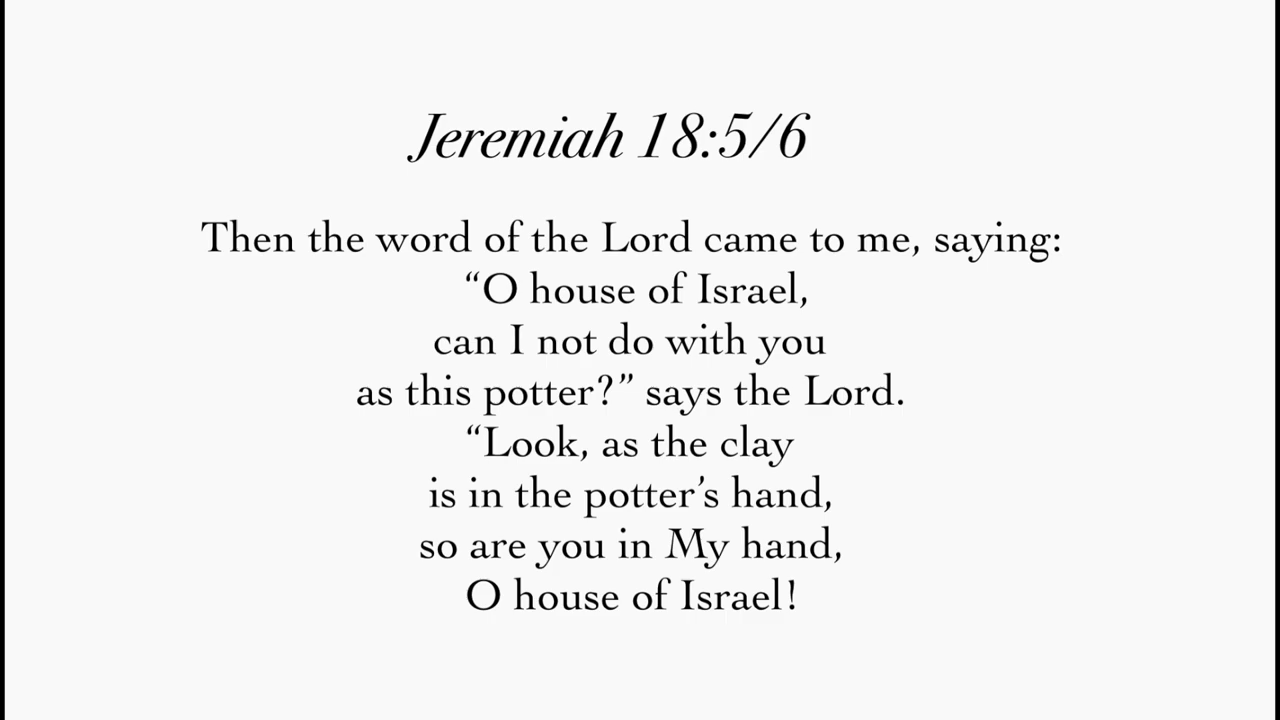 Jeremiah 18:5/6
Then the word of the Lord came to me, saying:
“O house of Israel,
can I not do with you
as this potter?” says the Lord.
“Look, as the clay
is in the potter’s hand,
so are you in My hand,
O house of Israel!